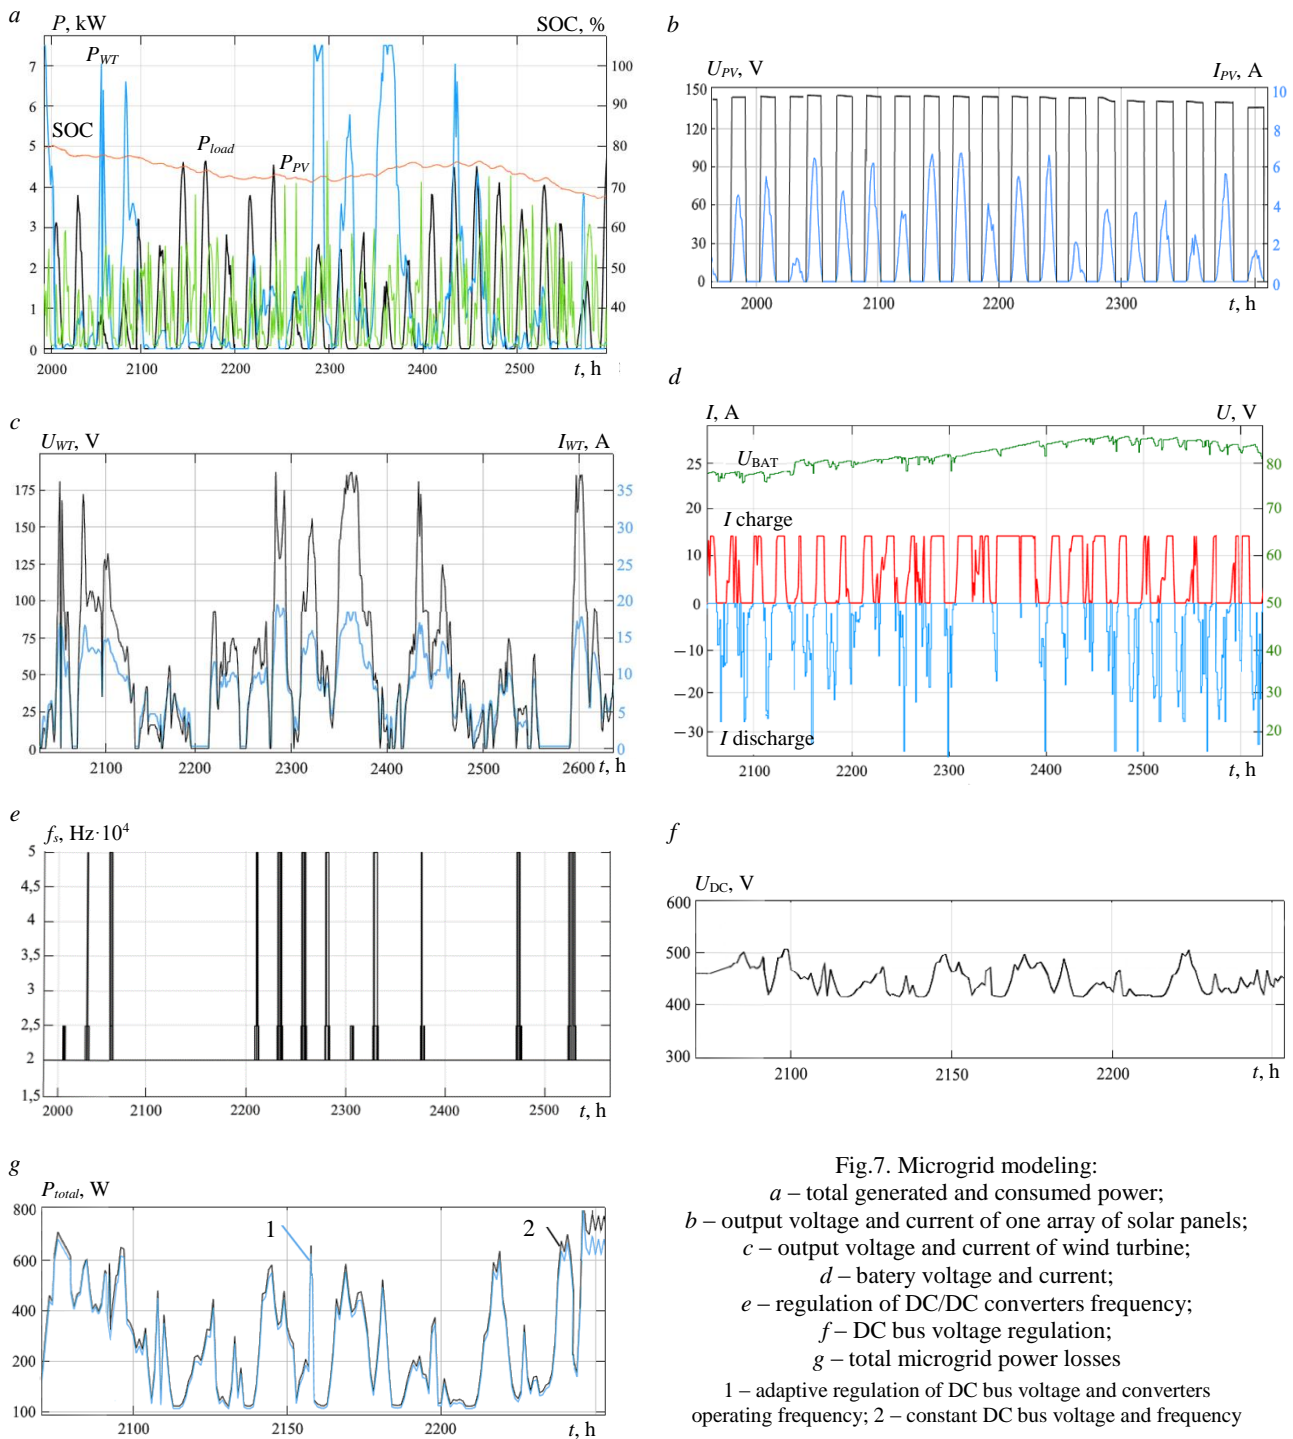 a
P, kW
SOC, %
7
6
5
4
3
2
1
0
100
90
80
70
60
50
40
P_WT
SOC
P_load
P_PV
2000
2100
2200
2300
2400
2500
t, h
b
U_PV, V
I_PV, A
150
120
90
60
30
0
10
8
6
4
2
0
2000
2100
2200
2300
t, h
c
U_WT, V
I_WT, A
175
150
125
100
75
50
25
0
35
30
25
20
15
10
5
0
2100
2200
2300
2400
2500
2600 t, h
d
I, A
U, V
25
20
10
0
−10
−20
−30
80
70
60
50
40
30
20
U_BAT
I charge
I discharge
2100
2200
2300
2400
2500
t, h
e
f_s, Hz·10⁴
5
4,5
4
3,5
3
2,5
2
1,5
2000
2100
2200
2300
2400
2500
t, h
f
U_DC, V
600
500
400
300
2100
2150
2200
t, h
g
P_total, W
800
600
400
200
100
1
2
2100
2150
2200
t, h
Fig.7. Microgrid modeling:
a – total generated and consumed power;
b – output voltage and current of one array of solar panels;
c – output voltage and current of wind turbine;
d – batery voltage and current;
e – regulation of DC/DC converters frequency;
f – DC bus voltage regulation;
g – total microgrid power losses
1 – adaptive regulation of DC bus voltage and converters
operating frequency; 2 – constant DC bus voltage and frequency